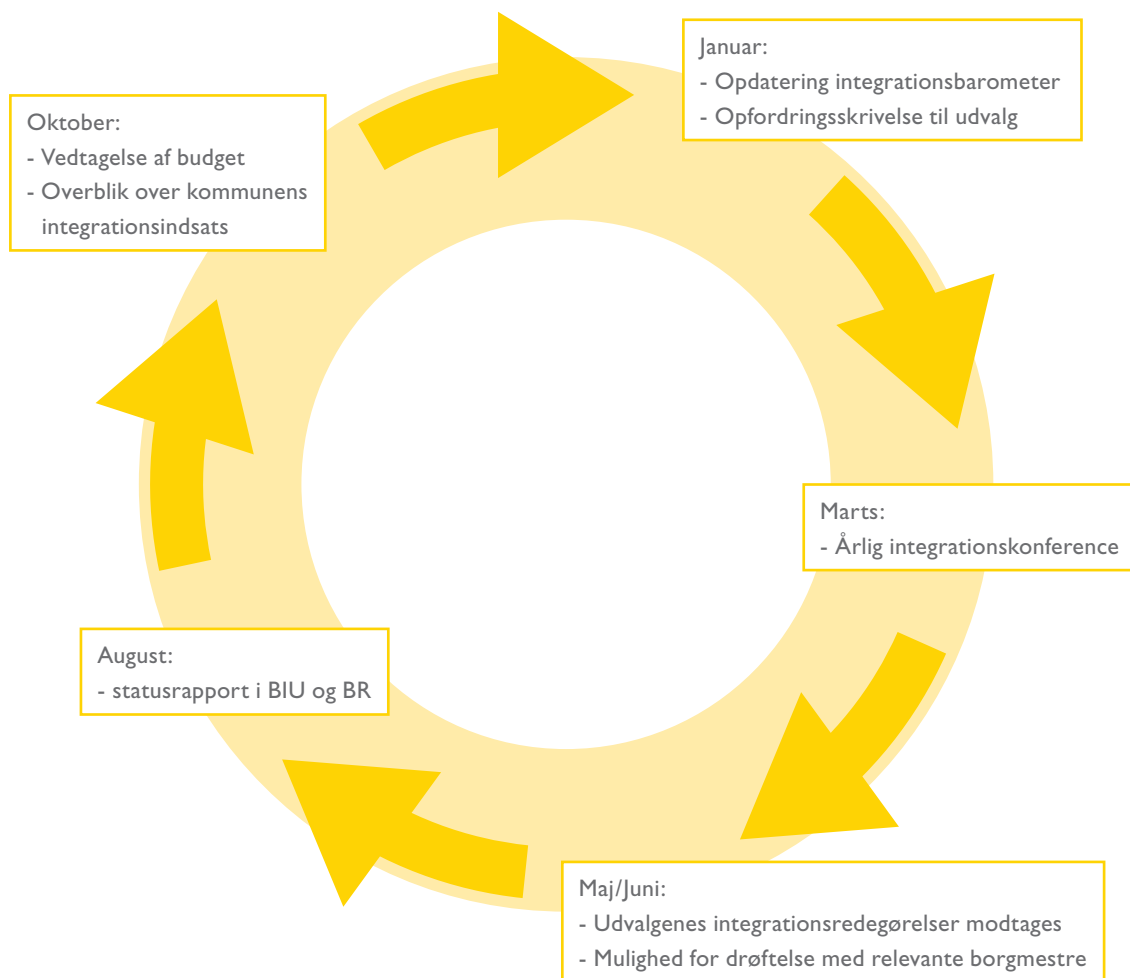 Januar:
- Opdatering integrationsbarometer
- Opfordringsskrivelse til udvalg
Marts:
- Årlig integrationskonference
Maj/Juni:
- Udvalgenes integrationsredegørelser modtages
- Mulighed for drøftelse med relevante borgmestre
August:
- statusrapport i BIU og BR
Oktober:
- Vedtagelse af budget
- Overblik over kommunens
integrationsindsats